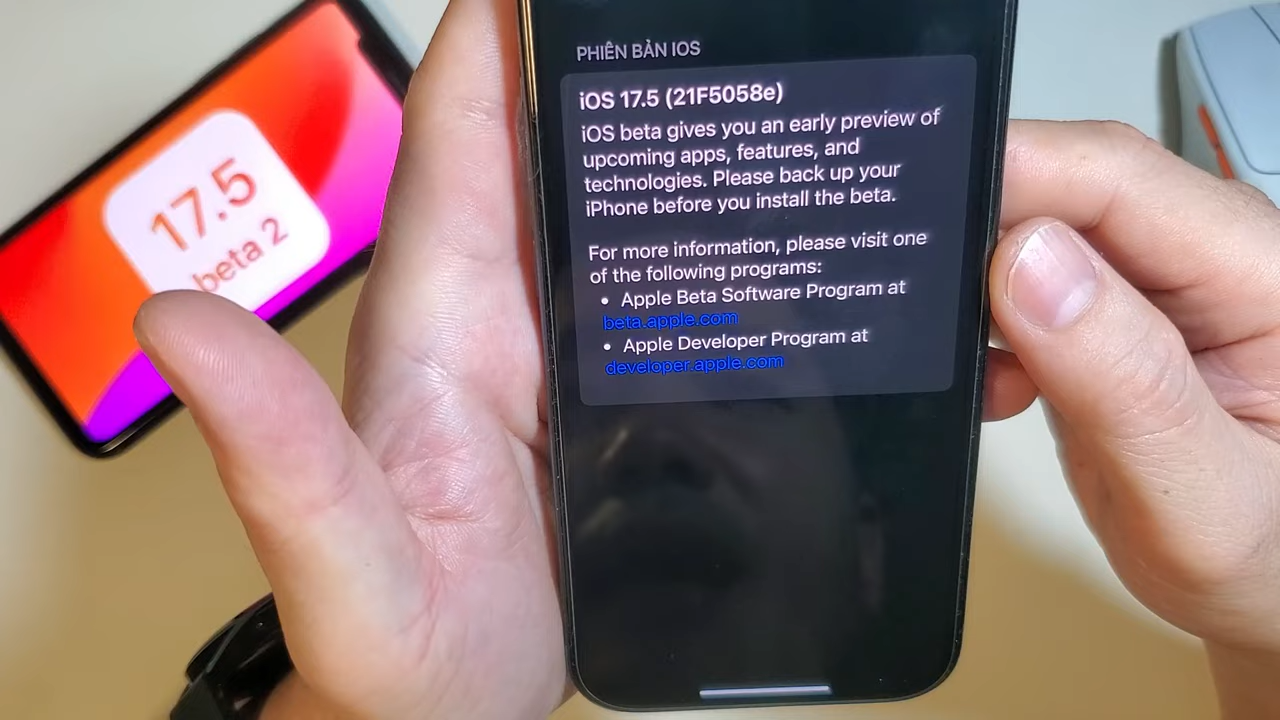 17.5
beta 2
PHIÊN BẢN IOS
iOS 17.5 (21F5058e)
iOS beta gives you an early preview of
upcoming apps, features, and
technologies. Please back up your
iPhone before you install the beta.
For more information, please visit one
of the following programs:
• Apple Beta Software Program at
beta.apple.com
• Apple Developer Program at
developer.apple.com